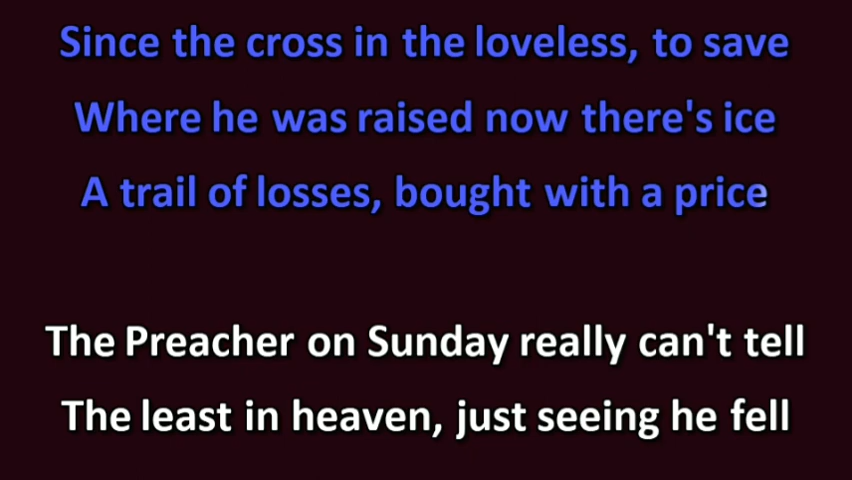 Since the cross in the loveless, to save
Where he was raised now there's ice
A trail of losses, bought with a price
The Preacher on Sunday really can't tell
The least in heaven, just seeing he fell